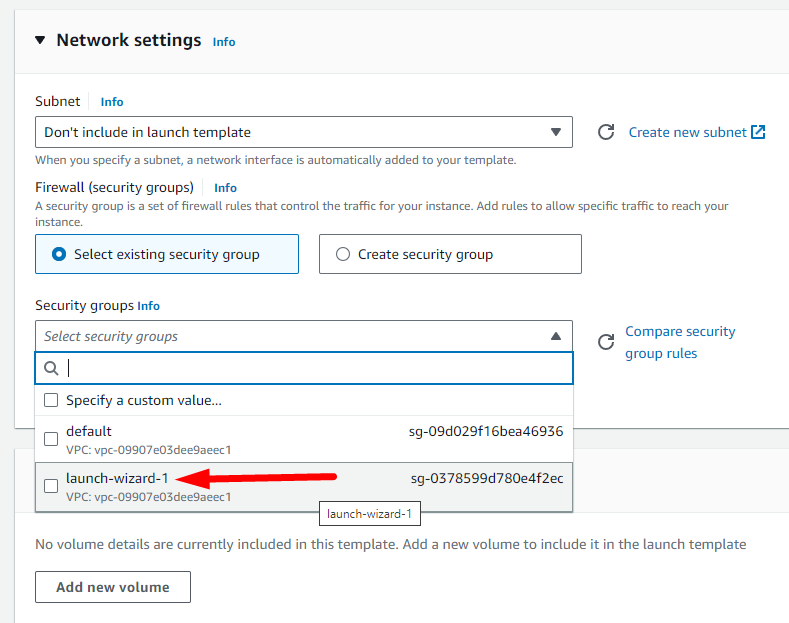 Network settings Info
Subnet Info
Don't include in launch template
Create new subnet
When you specify a subnet, a network interface is automatically added to your template.
Firewall (security groups) Info
A security group is a set of firewall rules that control the traffic for your instance. Add rules to allow specific traffic to reach your
instance.
Select existing security group
Create security group
Security groups Info
Select security groups
Compare security
group rules
Specify a custom value...
default sg-09d029f16bea46936
VPC: vpc-09907e03dee9aeec1
launch-wizard-1 sg-0378599d780e4f2ec
VPC: vpc-09907e03dee9aeec1
launch-wizard-1
No volume details are currently included in this template. Add a new volume to include it in the launch template
Add new volume